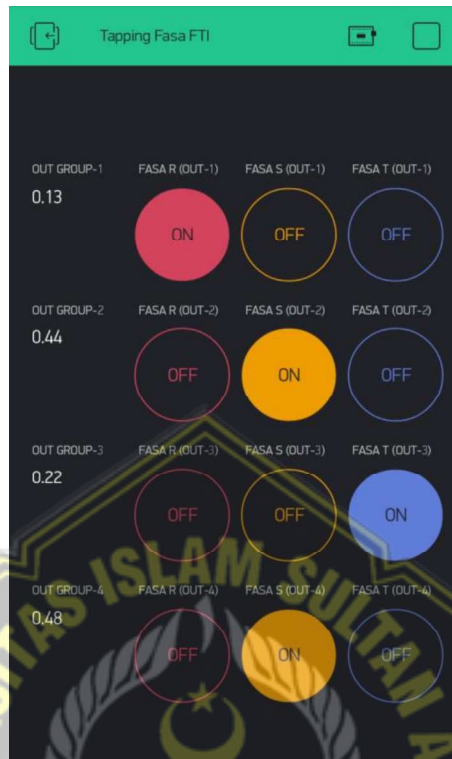 Tapping Fasa FTI
OUT GROUP-1 FASA R (OUT-1) FASA S (OUT-1) FASA T (OUT-1)
0.13
ON OFF OFF
OUT GROUP-2 FASA R (OUT-2) FASA S (OUT-2) FASA T (OUT-2)
0.44
OFF ON OFF
OUT GROUP-3 FASA R (OUT-3) FASA S (OUT-3) FASA T (OUT-3)
0.22
OFF OFF ON
OUT GROUP-4 FASA R (OUT-4) FASA S (OUT-4) FASA T (OUT-4)
0.48
OFF ON OFF
ISLAM SULTAN